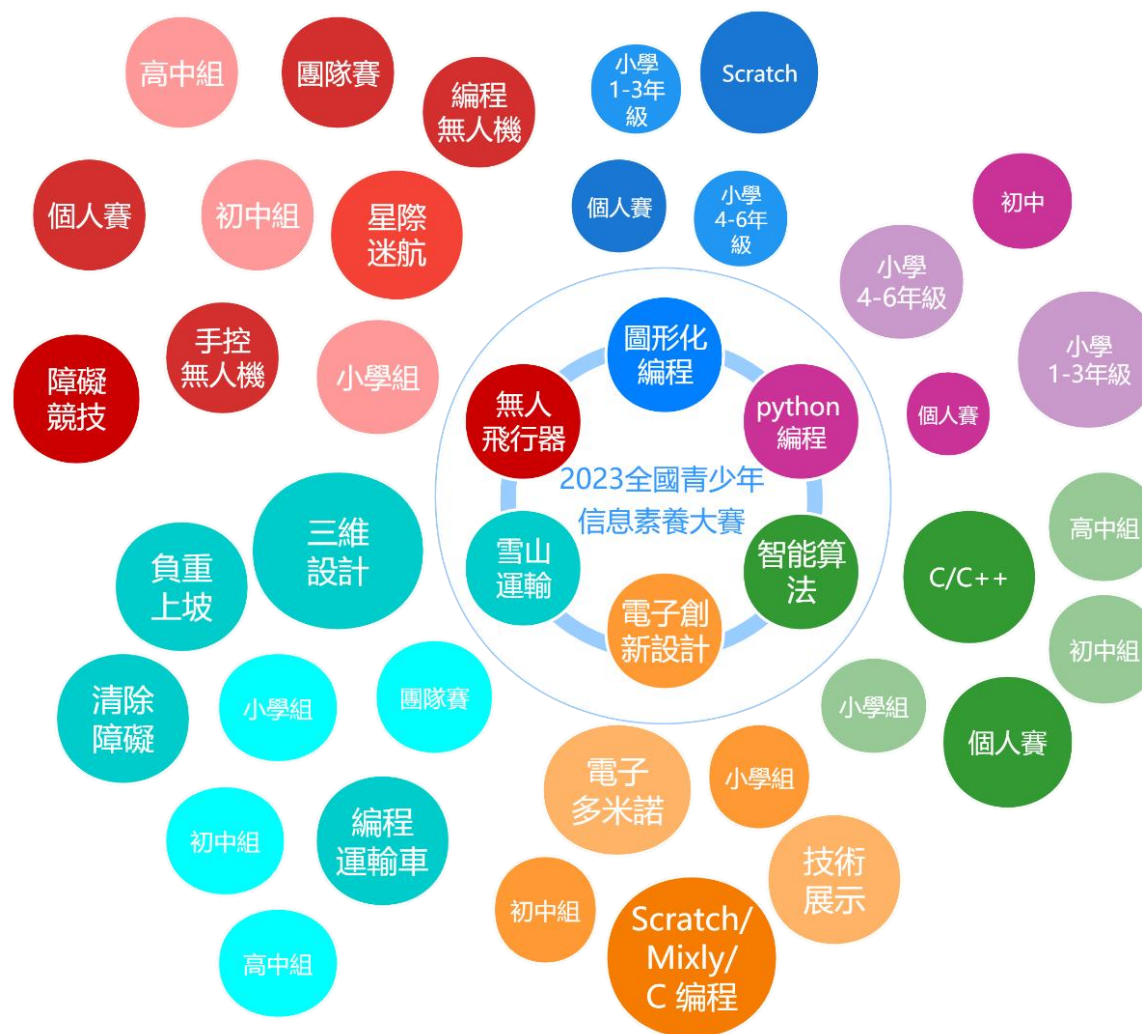 高中組
團隊賽
編程
無人機
個人賽
初中組
星際
迷航
障礙
競技
手控
無人機
小學組
小學
1-3年
級
Scratch
個人賽
小學
4-6年
級
初中
小學
4-6年級
小學
1-3年級
個人賽
圖形化
編程
無人
飛行器
python
編程
2023全國青少年
信息素養大賽
雪山
運輸
智能算
法
電子創
新設計
三維
設計
負重
上坡
清除
障礙
小學組
團隊賽
初中組
編程
運輸車
高中組
高中組
C/C++
初中組
小學組
個人賽
電子
多米諾
小學組
技術
展示
初中組
Scratch/
Mixly/
C 编程